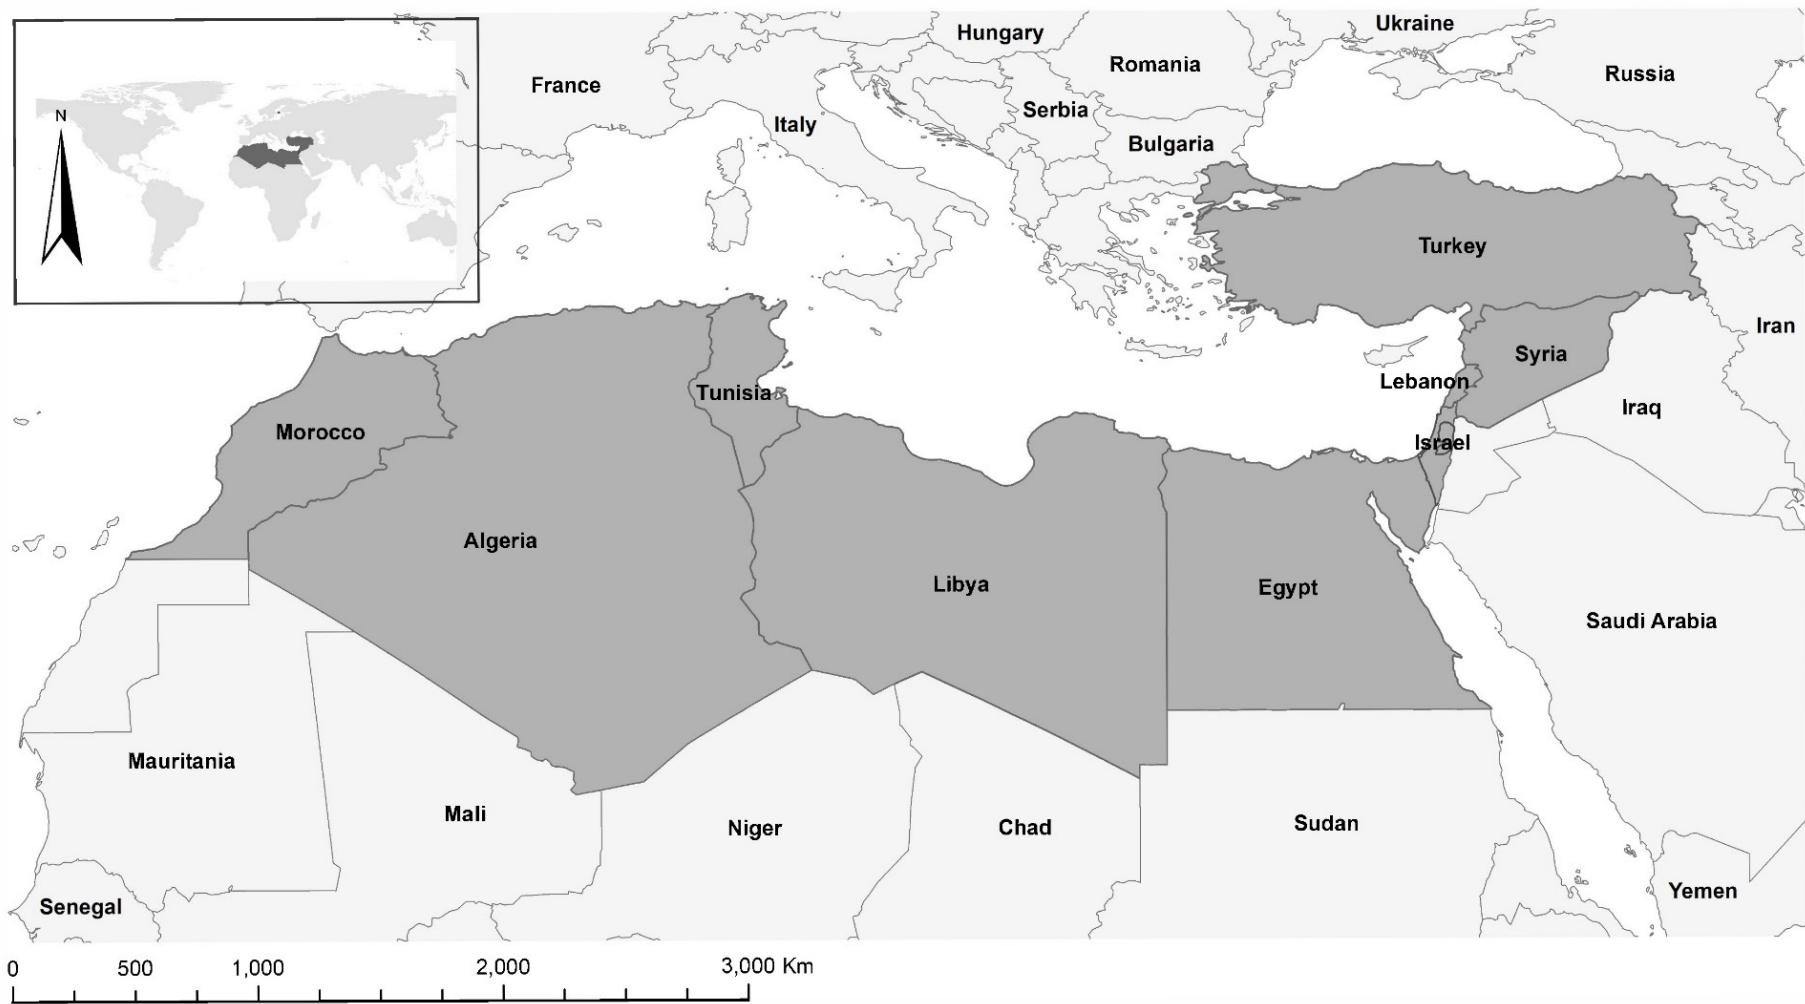 Ukraine
Hungary
Romania
Russia
France
Serbia
N
Italy
Bulgaria
Turkey
Iran
Syria
Lebanon
Tunisia
Iraq
Morocco
Israel
Algeria
Libya
Egypt
Saudi Arabia
Mauritania
Mali
Niger
Chad
Sudan
Yemen
Senegal
0 500 1,000 2,000 3,000 Km